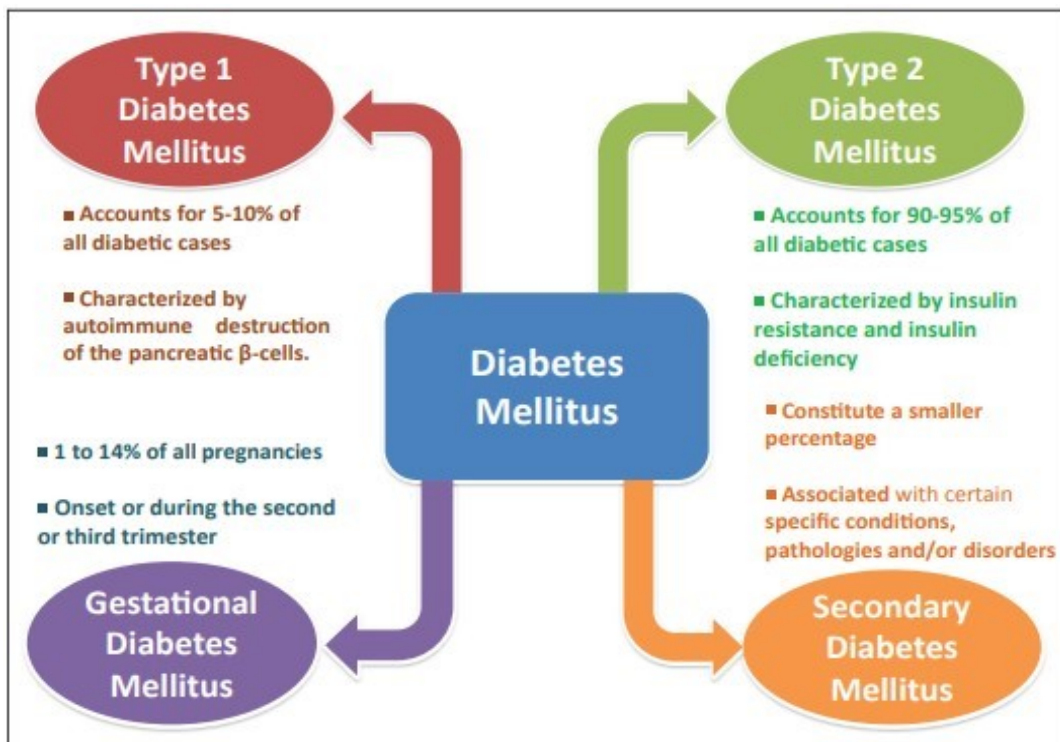 Type 1
Diabetes
Mellitus
■ Accounts for 5-10% of
all diabetic cases
■ Characterized by
autoimmune destruction
of the pancreatic β-cells.
Type 2
Diabetes
Mellitus
■ Accounts for 90-95% of
all diabetic cases
■ Characterized by insulin
resistance and insulin
deficiency
Diabetes
Mellitus
■ 1 to 14% of all pregnancies
■ Onset or during the second
or third trimester
Gestational
Diabetes
Mellitus
■ Constitute a smaller
percentage
■ Associated with certain
specific conditions,
pathologies and/or disorders
Secondary
Diabetes
Mellitus